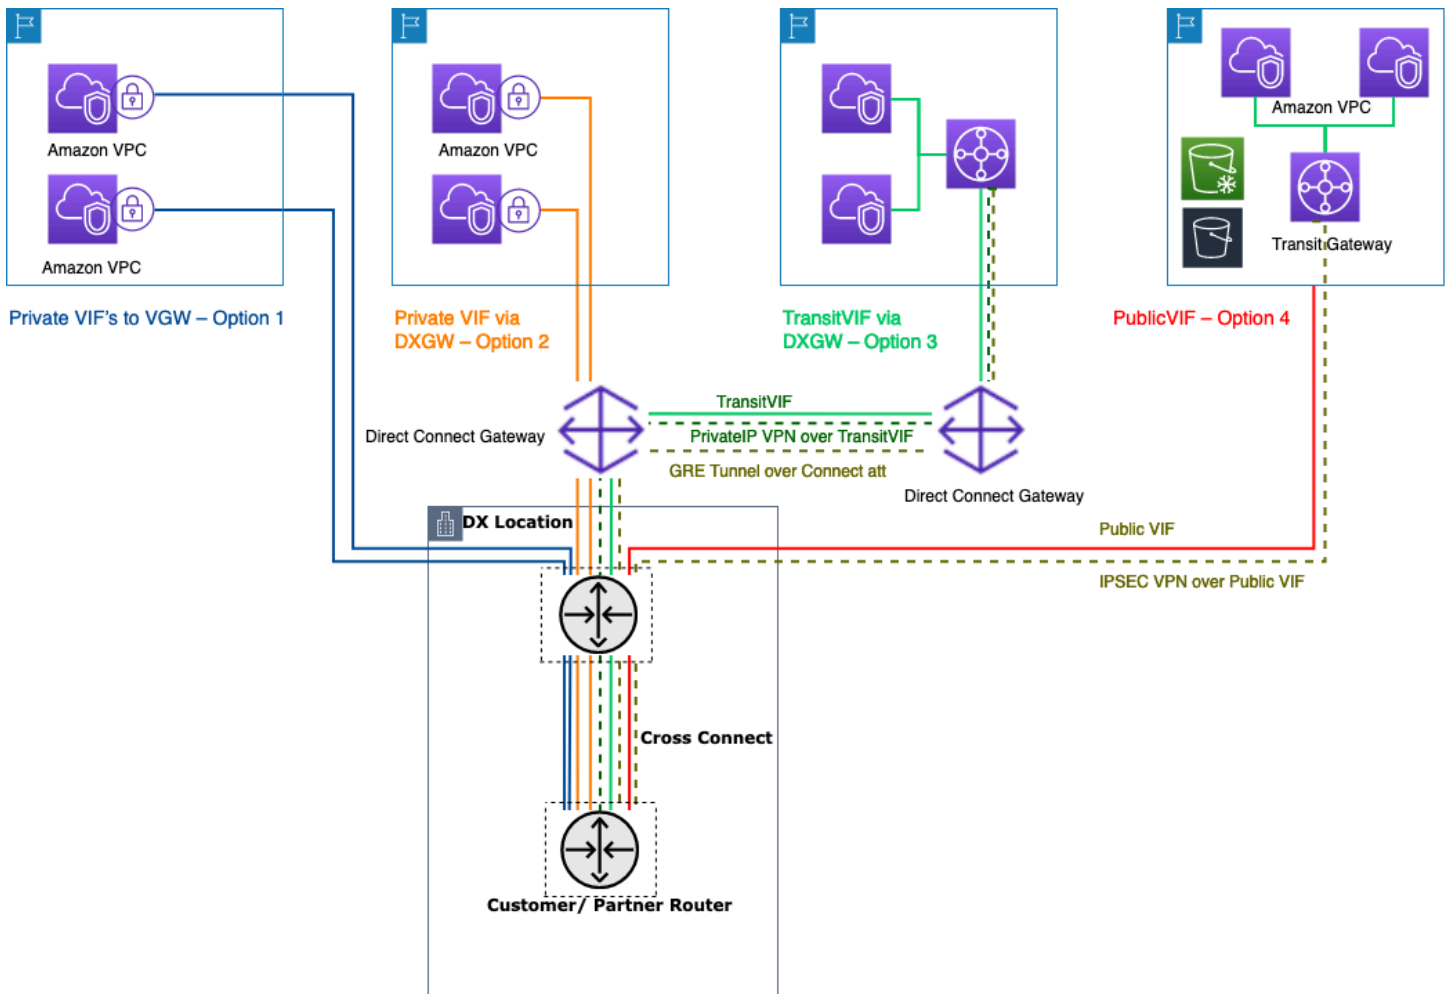 Amazon VPC
Amazon VPC
Private VIF's to VGW – Option 1
Amazon VPC
Private VIF via
DXGW – Option 2
TransitVIF via
DXGW – Option 3
Amazon VPC
Transit Gateway
PublicVIF – Option 4
Direct Connect Gateway
TransitVIF
PrivateIP VPN over TransitVIF
GRE Tunnel over Connect att
Direct Connect Gateway
DX Location
Public VIF
IPSEC VPN over Public VIF
Cross Connect
Customer/ Partner Router